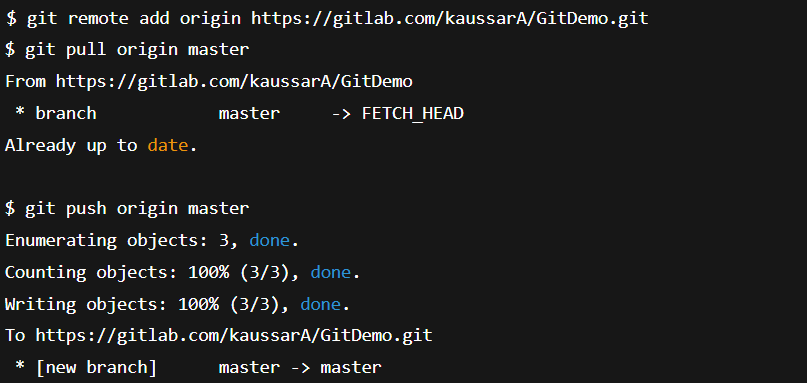 $ git remote add origin https://gitlab.com/kaussarA/GitDemo.git
$ git pull origin master
From https://gitlab.com/kaussarA/GitDemo
 * branch            master     -> FETCH_HEAD
Already up to date.

$ git push origin master
Enumerating objects: 3, done.
Counting objects: 100% (3/3), done.
Writing objects: 100% (3/3), done.
To https://gitlab.com/kaussarA/GitDemo.git
 * [new branch]      master -> master